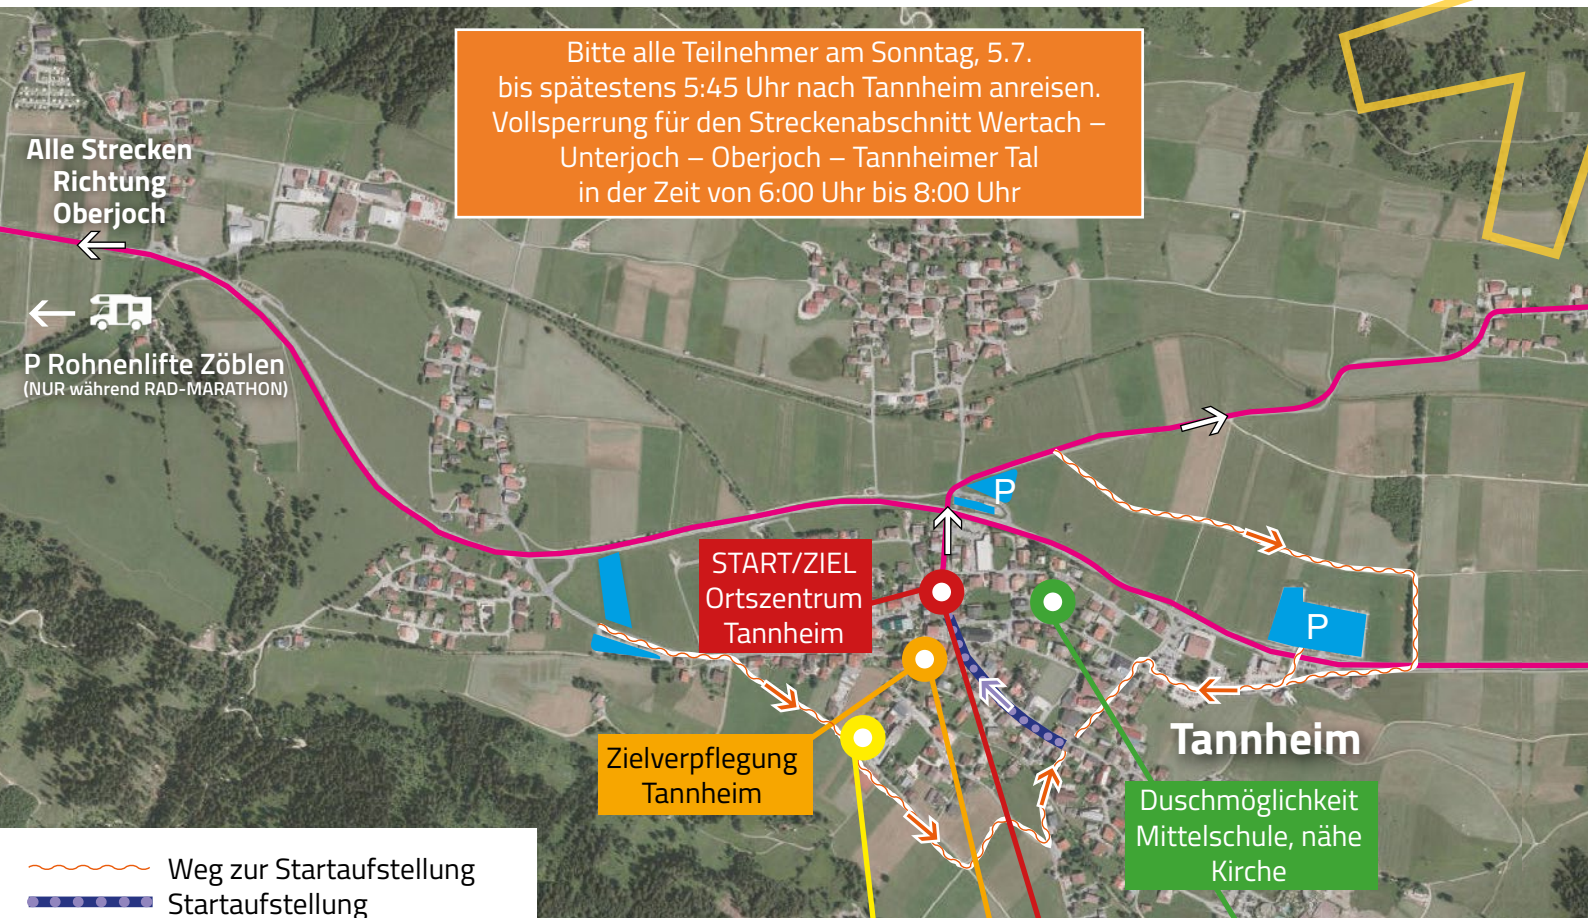 Bitte alle Teilnehmer am Sonntag, 5.7.
bis spätestens 5:45 Uhr nach Tannheim anreisen.
Vollsperrung für den Streckenabschnitt Wertach –
Unterjoch – Oberjoch – Tannheimer Tal
in der Zeit von 6:00 Uhr bis 8:00 Uhr
Alle Strecken
Richtung
Oberjoch
P Rohnenlifte Zöblen
(NUR während RAD-MARATHON)
P
START/ZIEL
Ortszentrum
Tannheim
P
Zielverpflegung
Tannheim
Tannheim
Duschmöglichkeit
Mittelschule, nähe
Kirche
Weg zur Startaufstellung
Startaufstellung